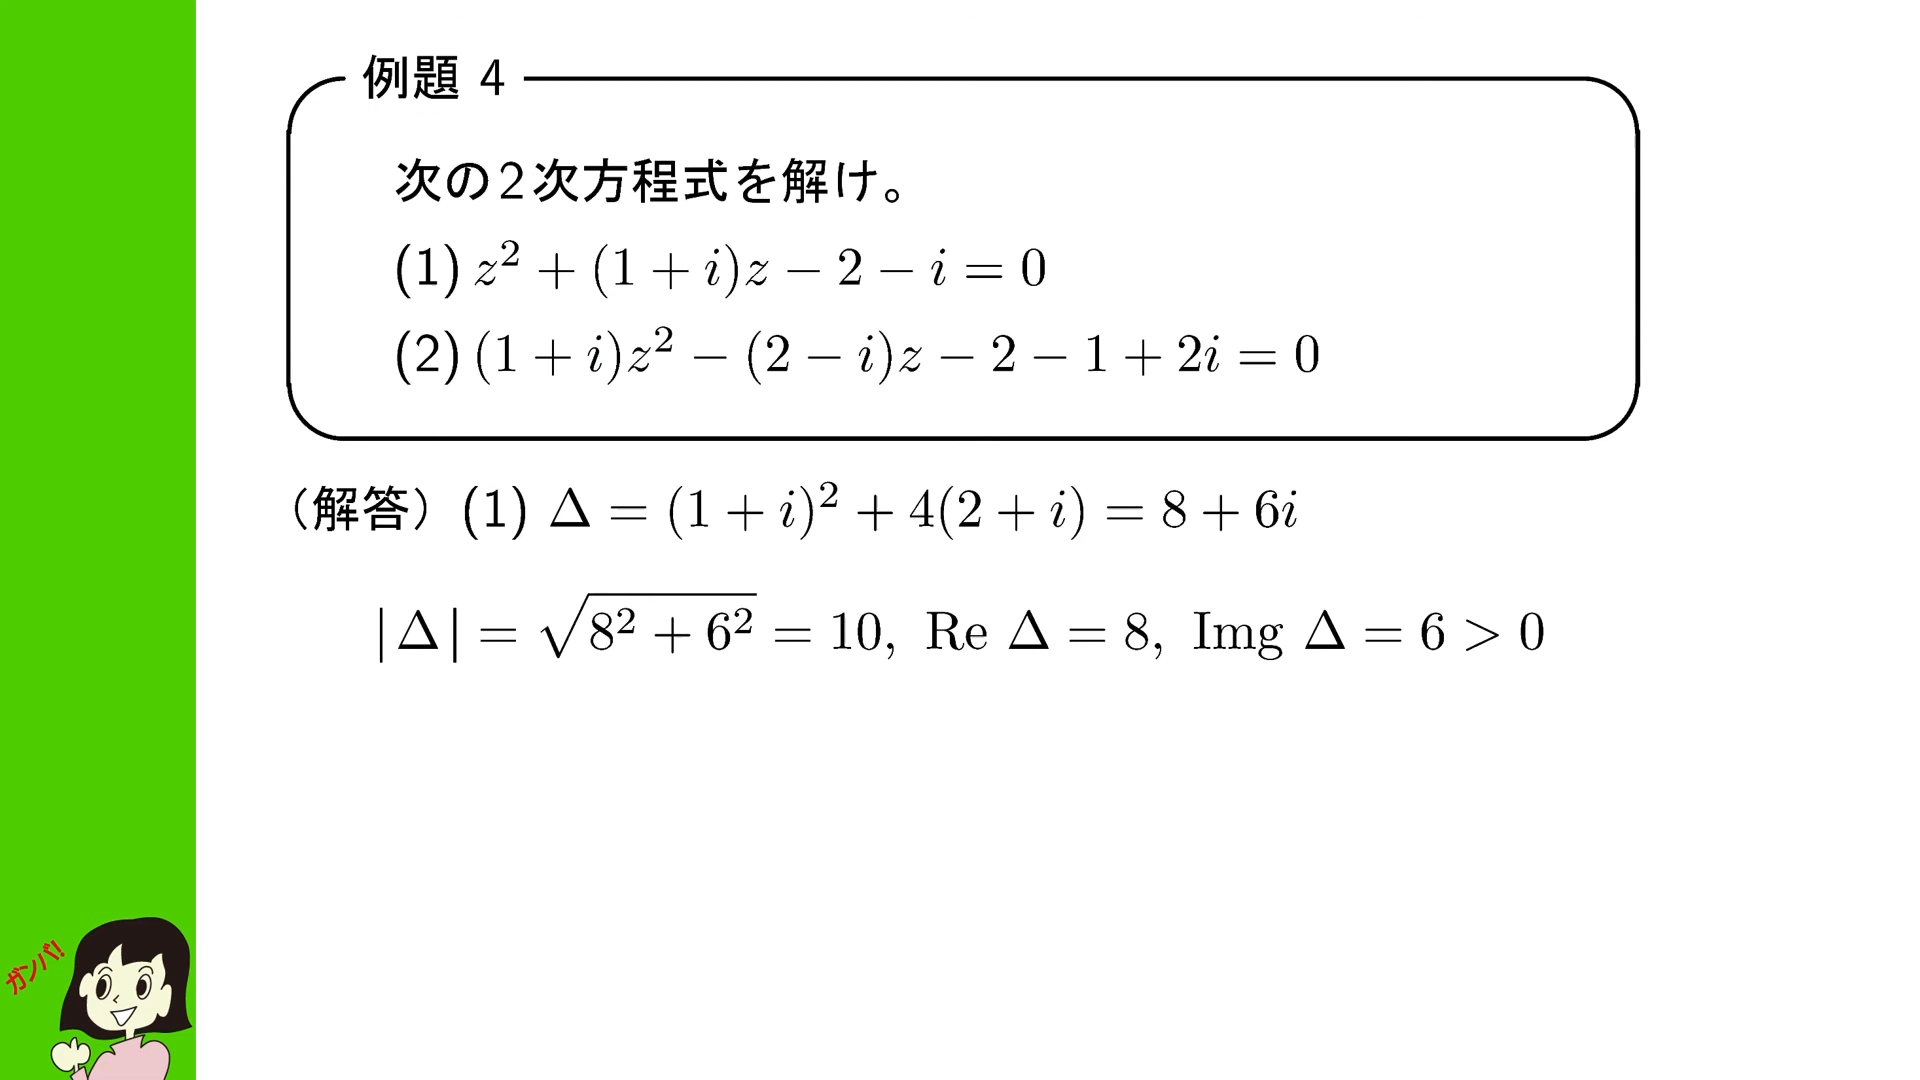 例題 4
次の2次方程式を解け。
(1) z² + (1 + i)z − 2 − i = 0
(2) (1 + i)z² − (2 − i)z − 2 − 1 + 2i = 0
（解答）(1) Δ = (1 + i)² + 4(2 + i) = 8 + 6i
|Δ| = √(8² + 6²) = 10, Re Δ = 8, Img Δ = 6 > 0
ガンバ!